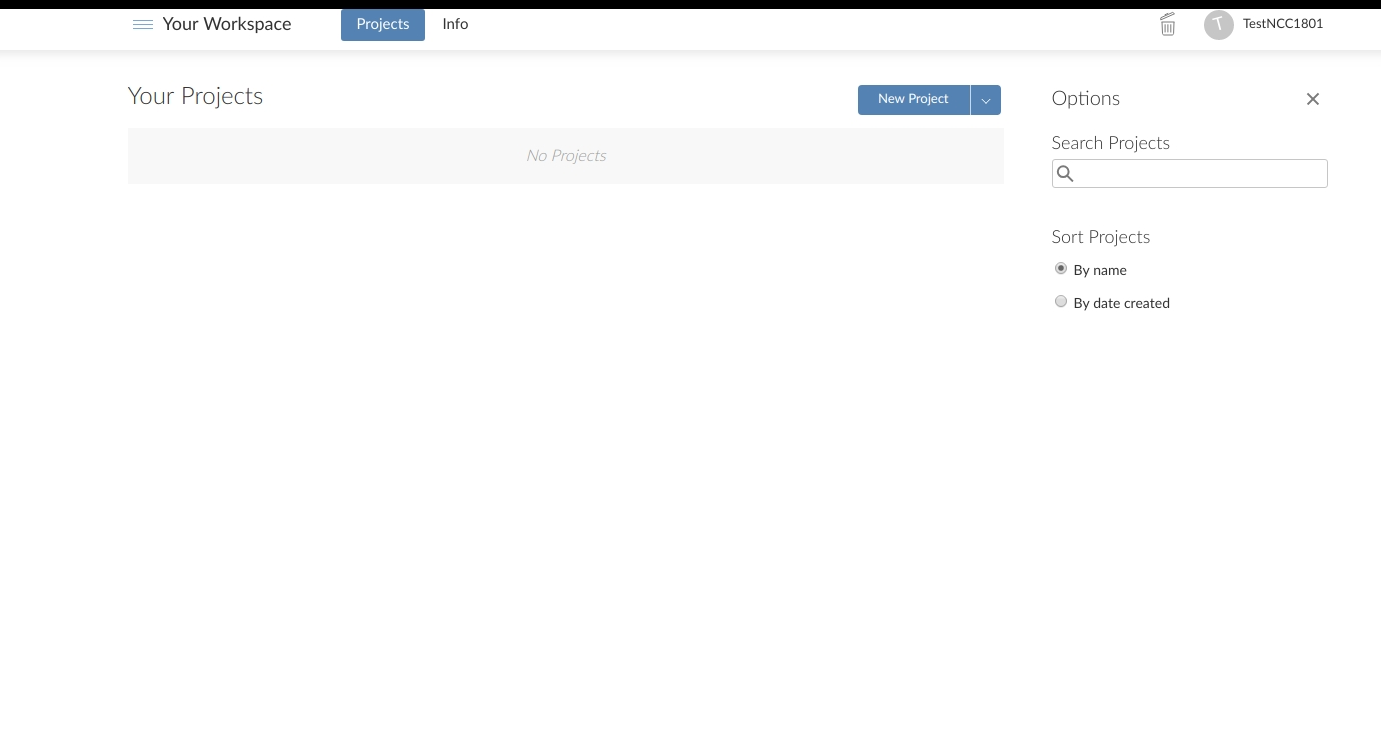 Your Workspace
Projects
Info
T
TestNCC1801
Your Projects
New Project
No Projects
Options
Search Projects
Sort Projects
By name
By date created